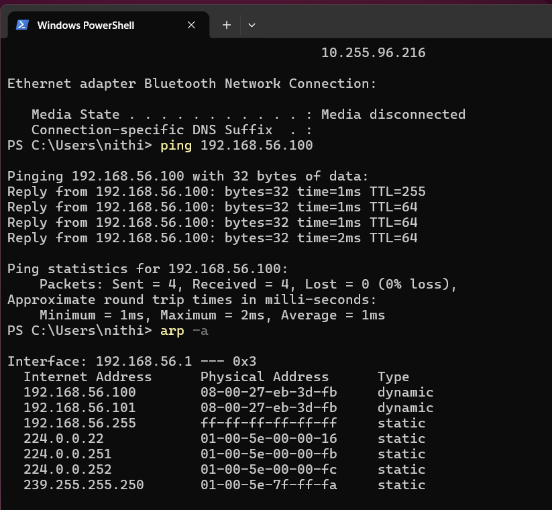 Windows PowerShell
10.255.96.216
Ethernet adapter Bluetooth Network Connection:
Media State . . . . . . . . . . . : Media disconnected
Connection-specific DNS Suffix  . :
PS C:\Users\nithi> ping 192.168.56.100
Pinging 192.168.56.100 with 32 bytes of data:
Reply from 192.168.56.100: bytes=32 time=1ms TTL=255
Reply from 192.168.56.100: bytes=32 time=1ms TTL=64
Reply from 192.168.56.100: bytes=32 time=1ms TTL=64
Reply from 192.168.56.100: bytes=32 time=2ms TTL=64
Ping statistics for 192.168.56.100:
Packets: Sent = 4, Received = 4, Lost = 0 (0% loss),
Approximate round trip times in milli-seconds:
Minimum = 1ms, Maximum = 2ms, Average = 1ms
PS C:\Users\nithi> arp -a
Interface: 192.168.56.1 --- 0x3
Internet Address      Physical Address      Type
192.168.56.100        08-00-27-eb-3d-fb     dynamic
192.168.56.101        08-00-27-eb-3d-fb     dynamic
192.168.56.255        ff-ff-ff-ff-ff-ff     static
224.0.0.22            01-00-5e-00-00-16     static
224.0.0.251           01-00-5e-00-00-fb     static
224.0.0.252           01-00-5e-00-00-fc     static
239.255.255.250       01-00-5e-7f-ff-fa     static